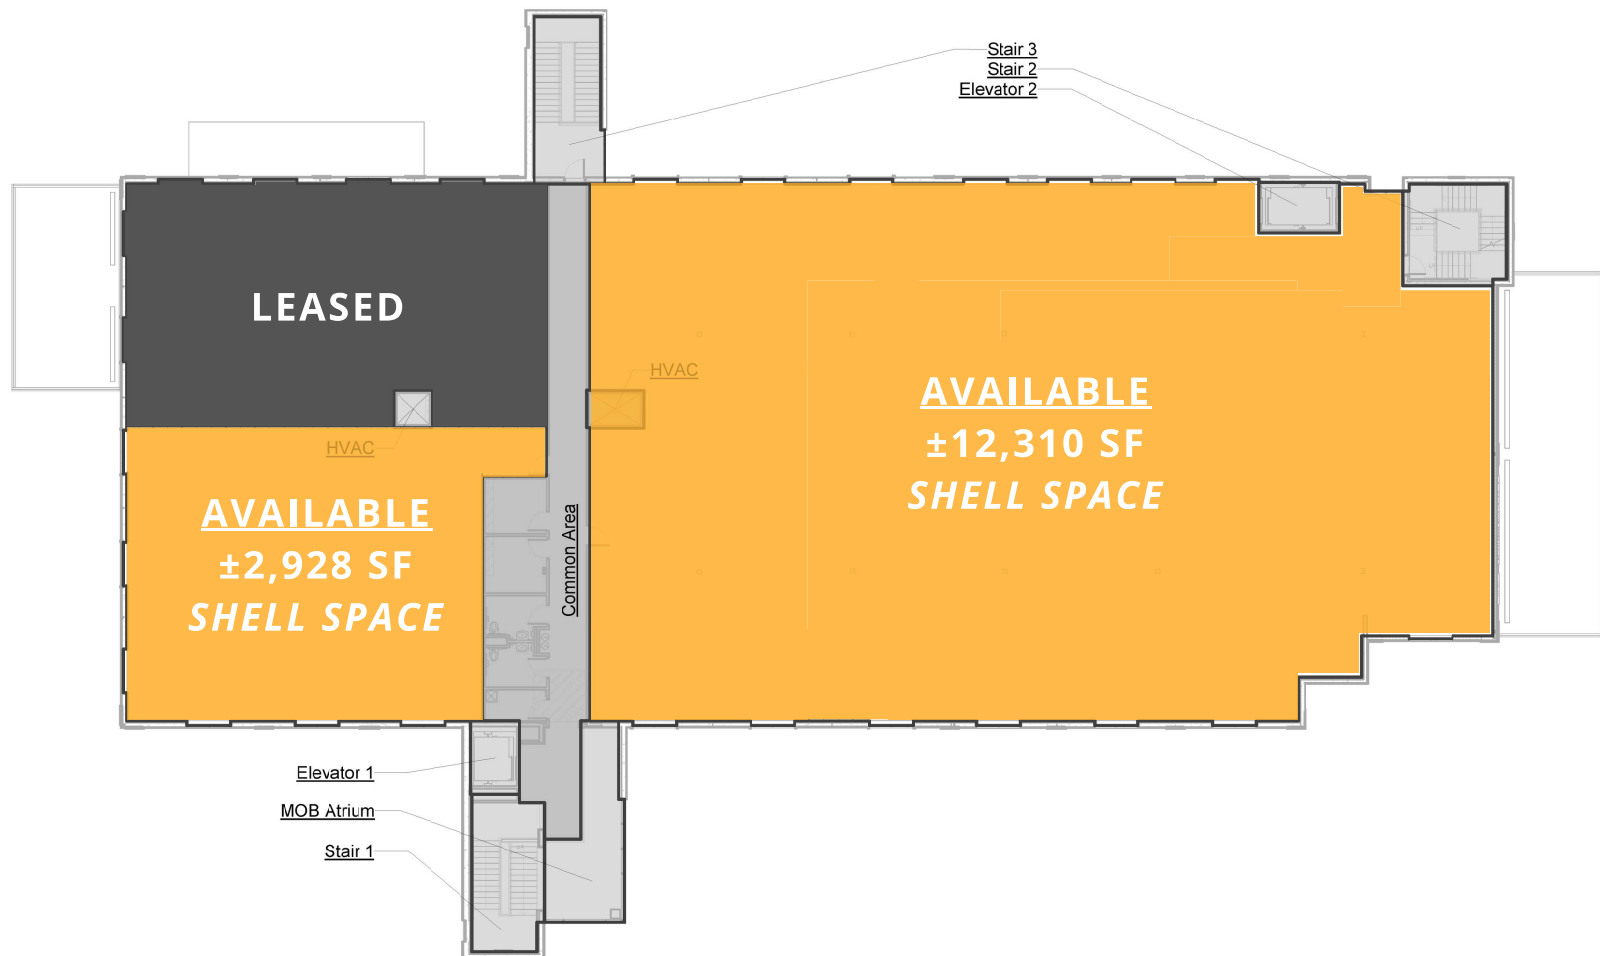 Stair 3
Stair 2
Elevator 2
LEASED
HVAC
HVAC
AVAILABLE
±12,310 SF
SHELL SPACE
AVAILABLE
±2,928 SF
SHELL SPACE
Common Area
Elevator 1
MOB Atrium
Stair 1